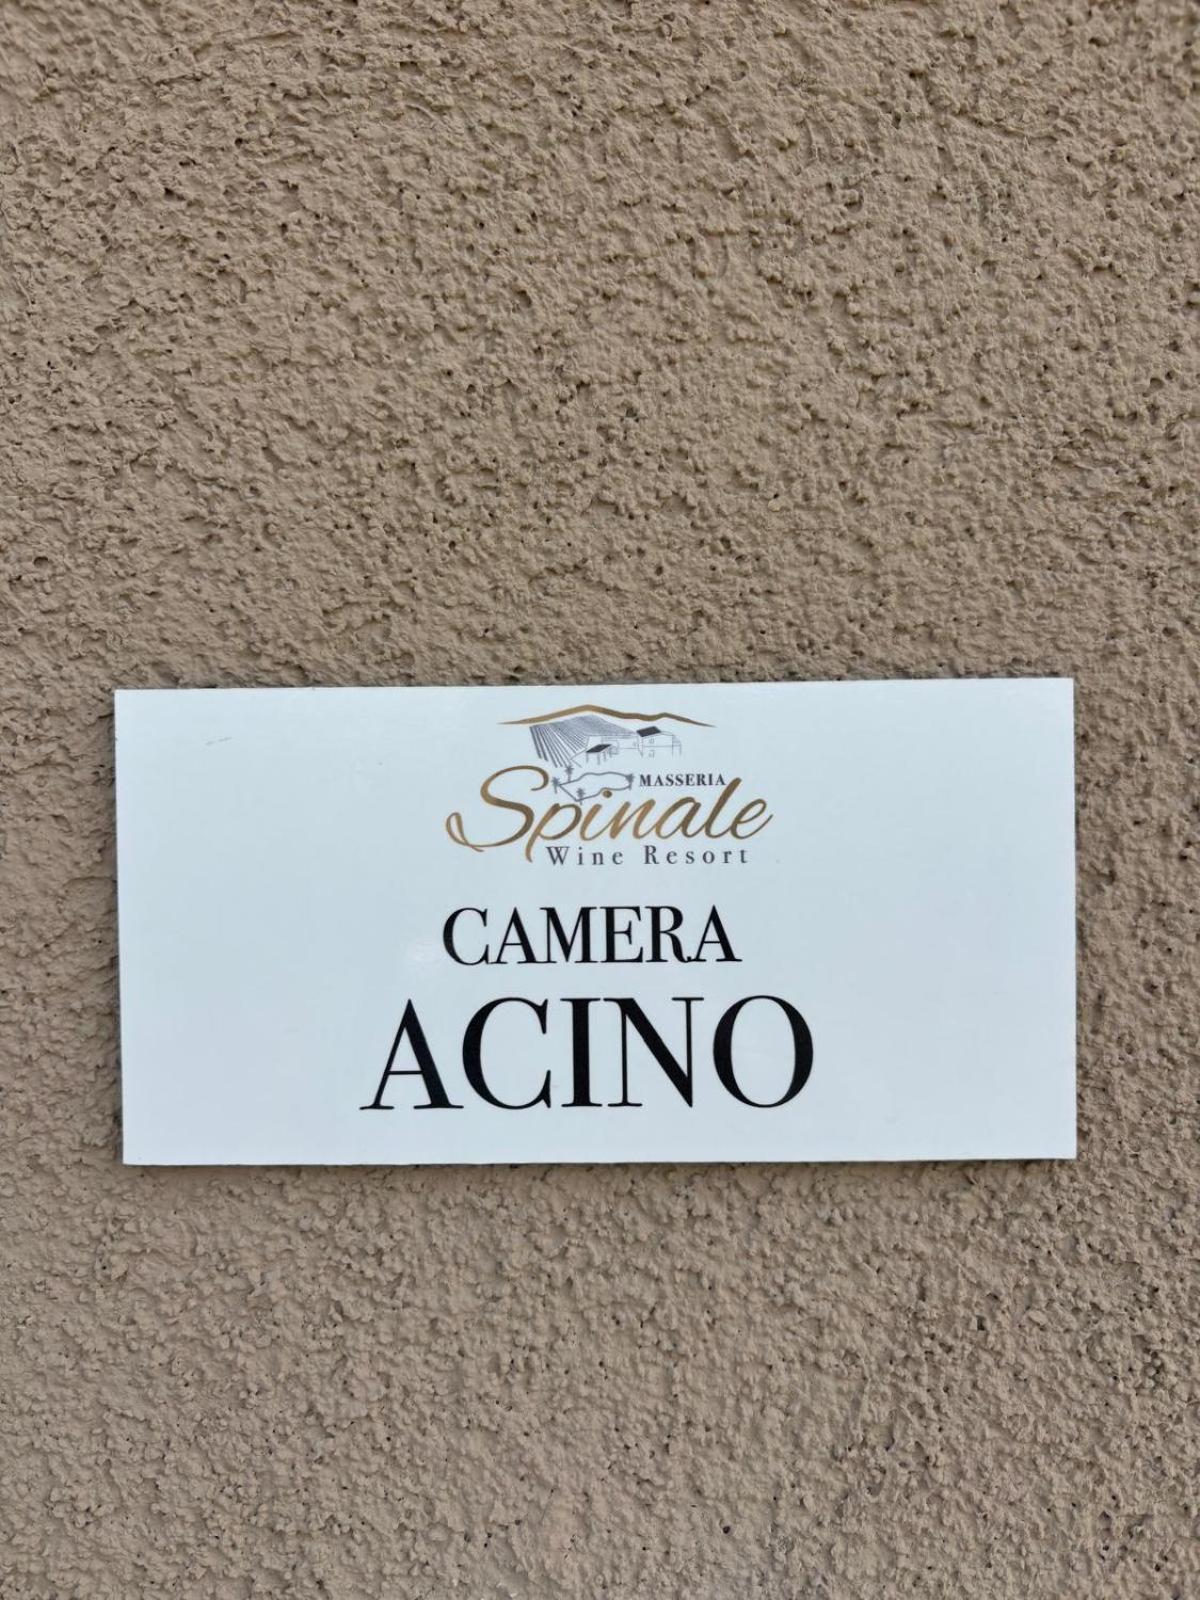 MASSERIA
Spinale
Wine Resort
CAMERA
ACINO